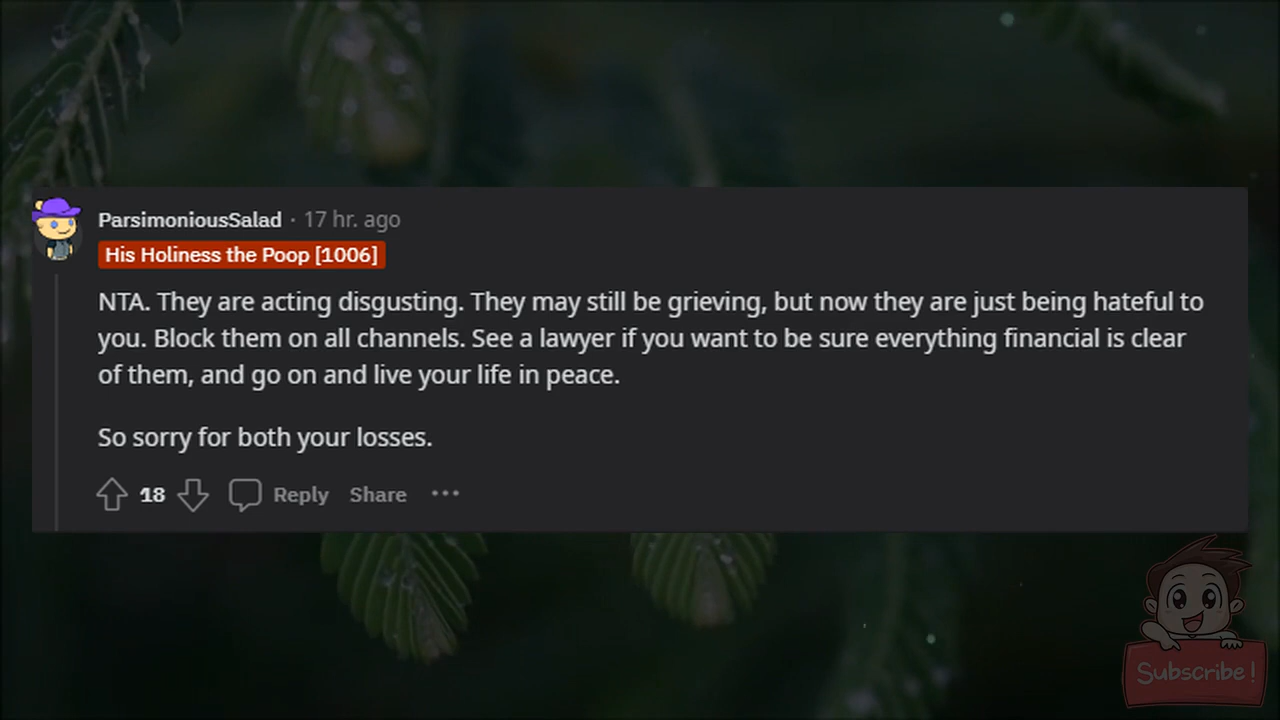 ParsimoniousSalad · 17 hr. ago
His Holiness the Poop [1006]
NTA. They are acting disgusting. They may still be grieving, but now they are just being hateful to
you. Block them on all channels. See a lawyer if you want to be sure everything financial is clear
of them, and go on and live your life in peace.
So sorry for both your losses.
18 Reply Share ···
Subscribe!